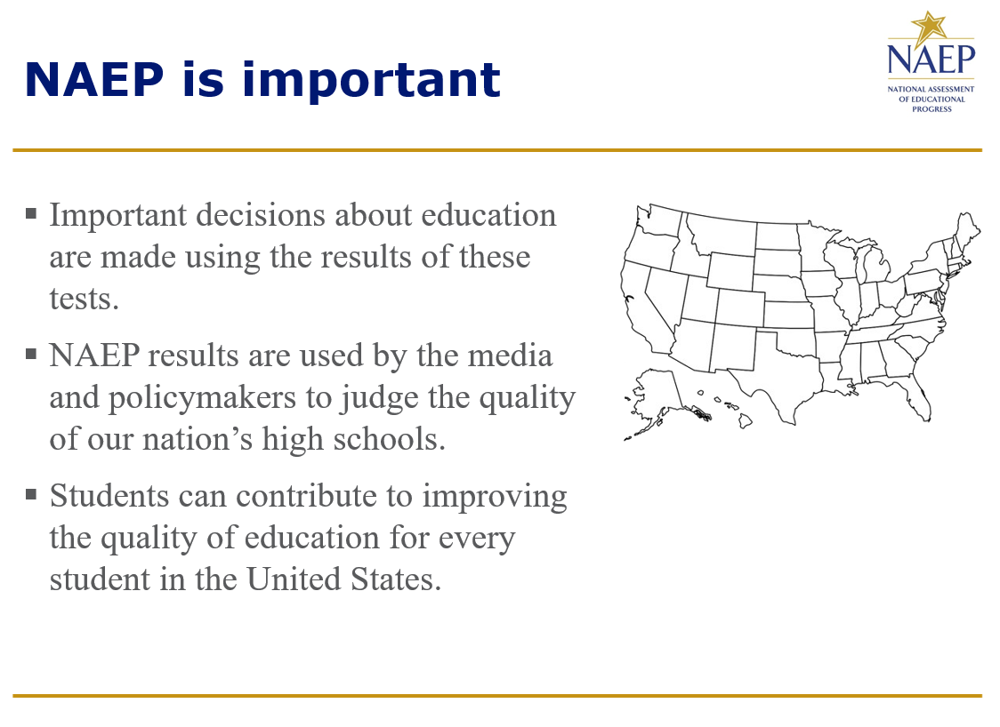 NAEP is important
NAEP
NATIONAL ASSESSMENT
OF EDUCATIONAL
PROGRESS
▪ Important decisions about education
are made using the results of these
tests.
▪ NAEP results are used by the media
and policymakers to judge the quality
of our nation’s high schools.
▪ Students can contribute to improving
the quality of education for every
student in the United States.